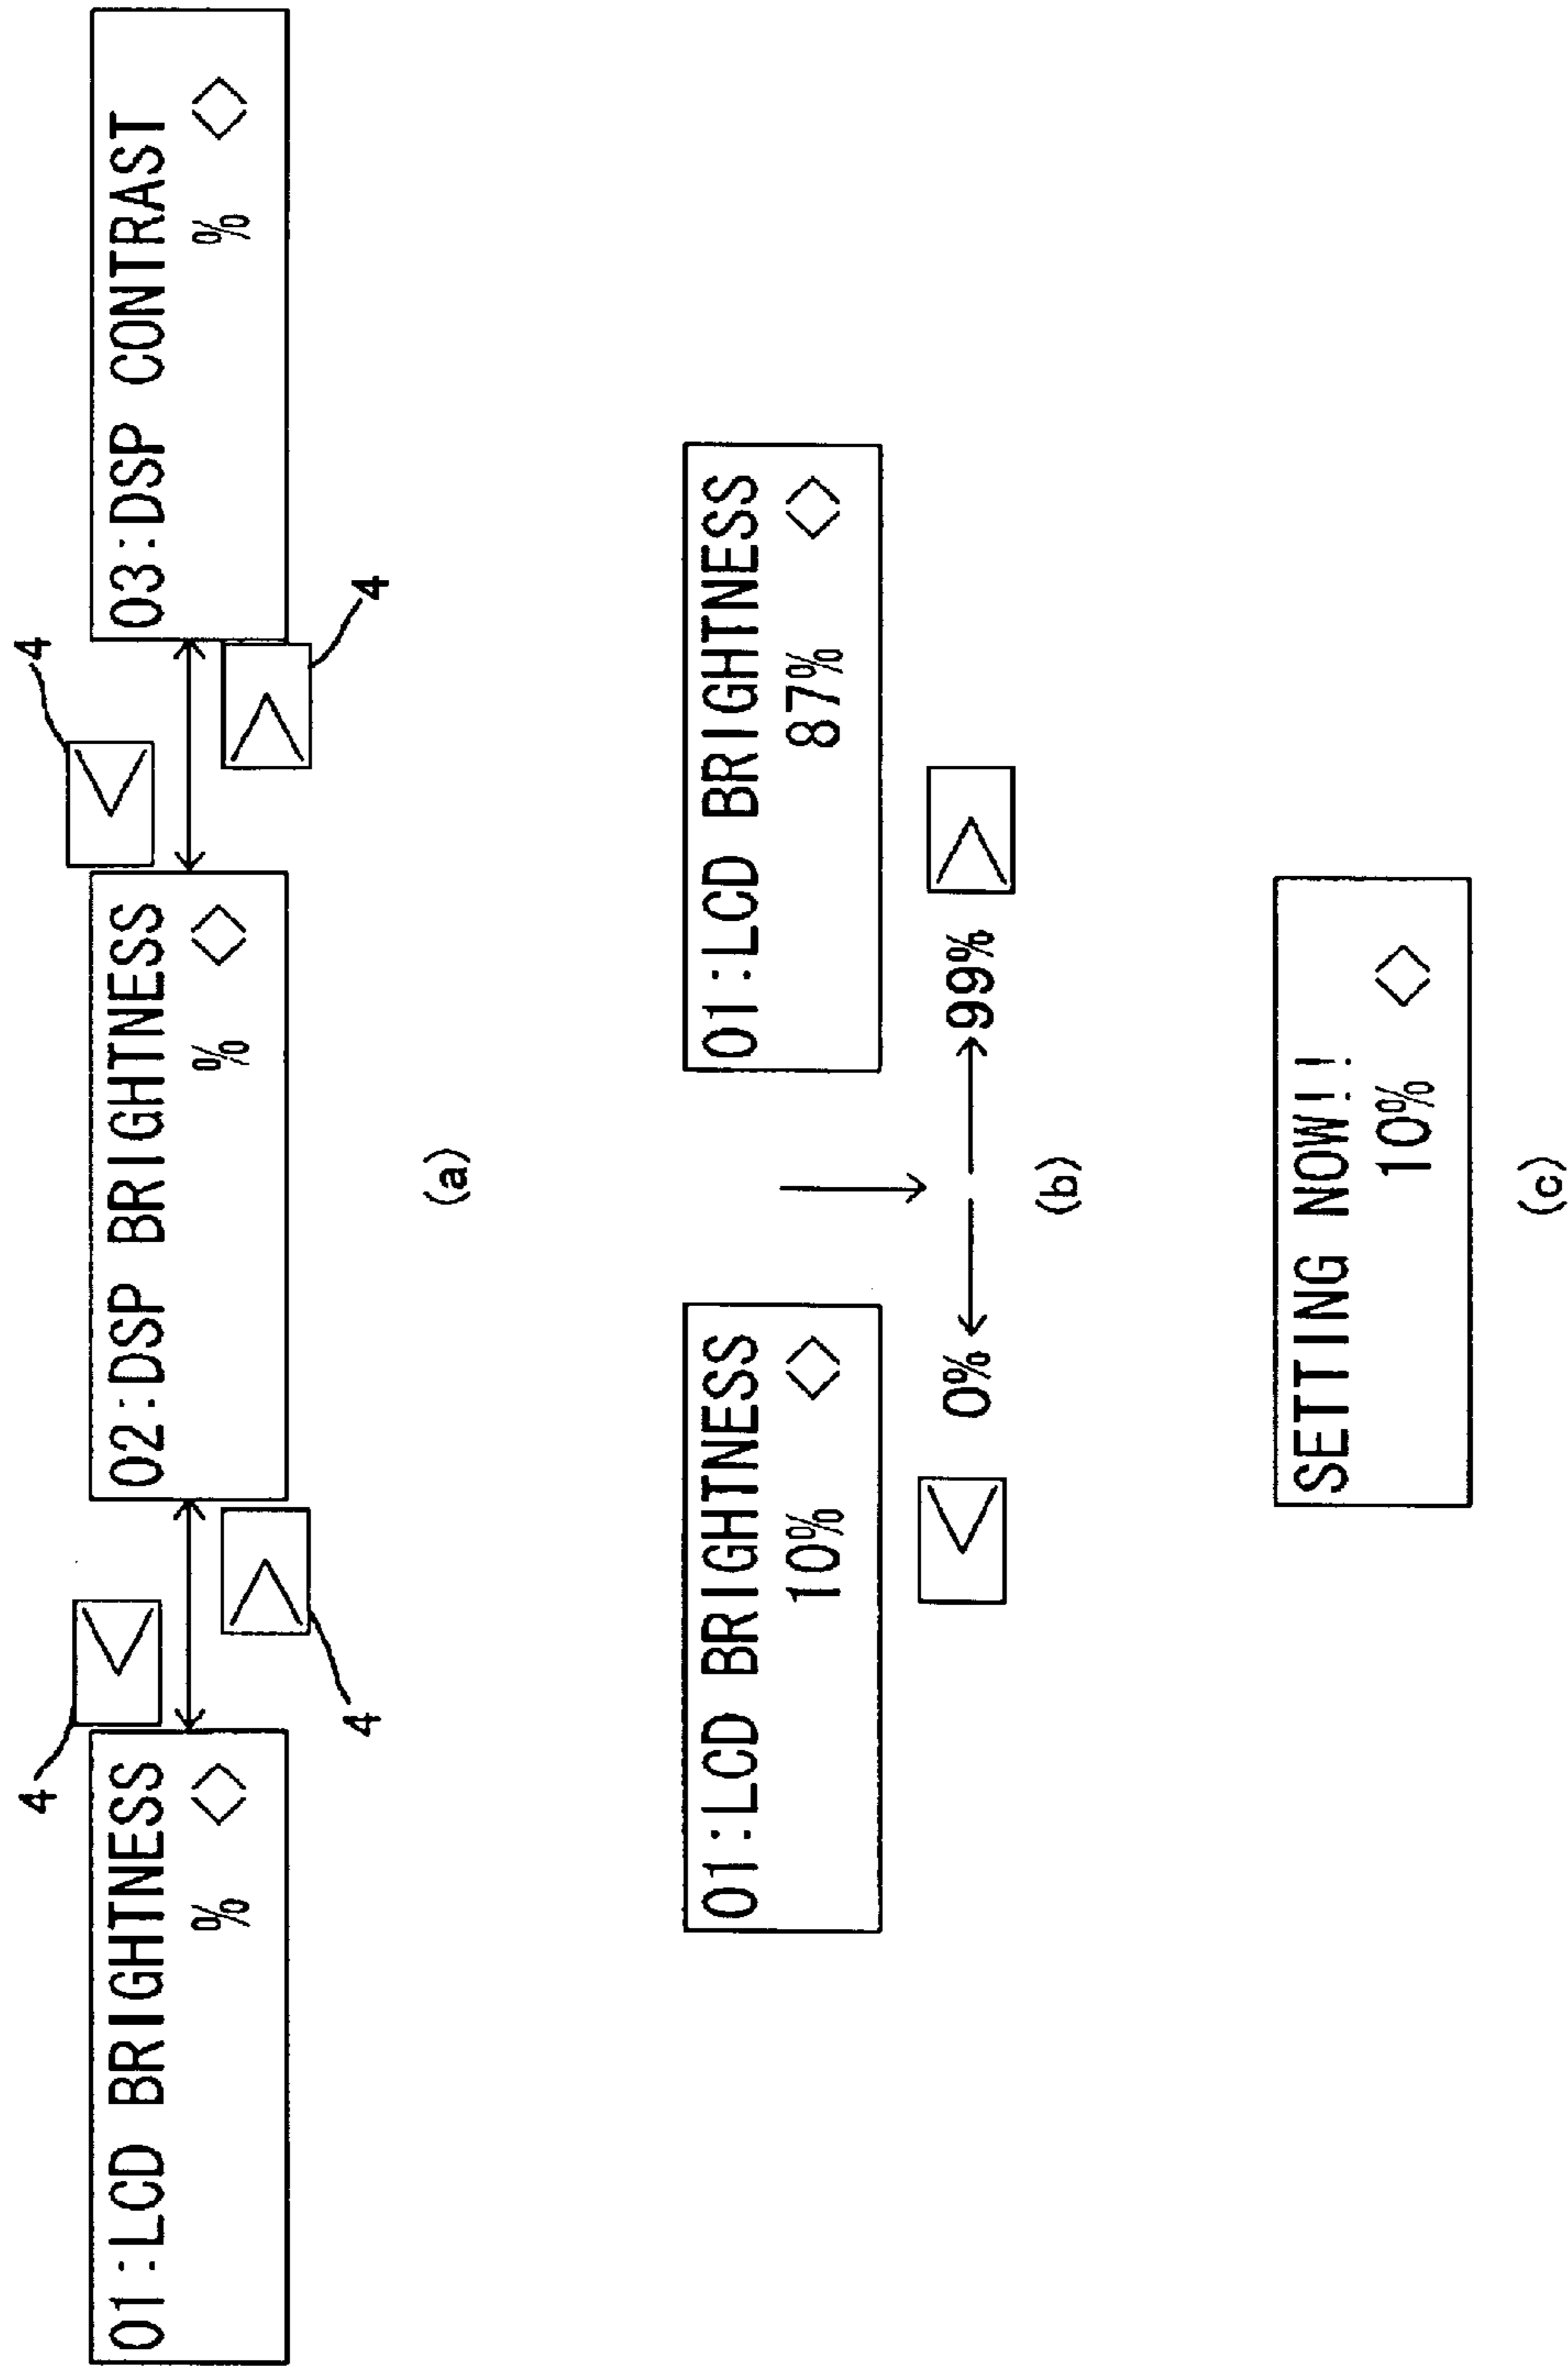 4
4
<
<
01:LCD BRIGHTNESS
% <>
02:DSP BRIGHTNESS
% <>
03:DSP CONTRAST
% <>
>
>
4
4
(a)
01:LCD BRIGHTNESS
10% <>
01:LCD BRIGHTNESS
87% <>
<
0%
99%
>
(b)
SETTING NOW!!
10% <>
(c)